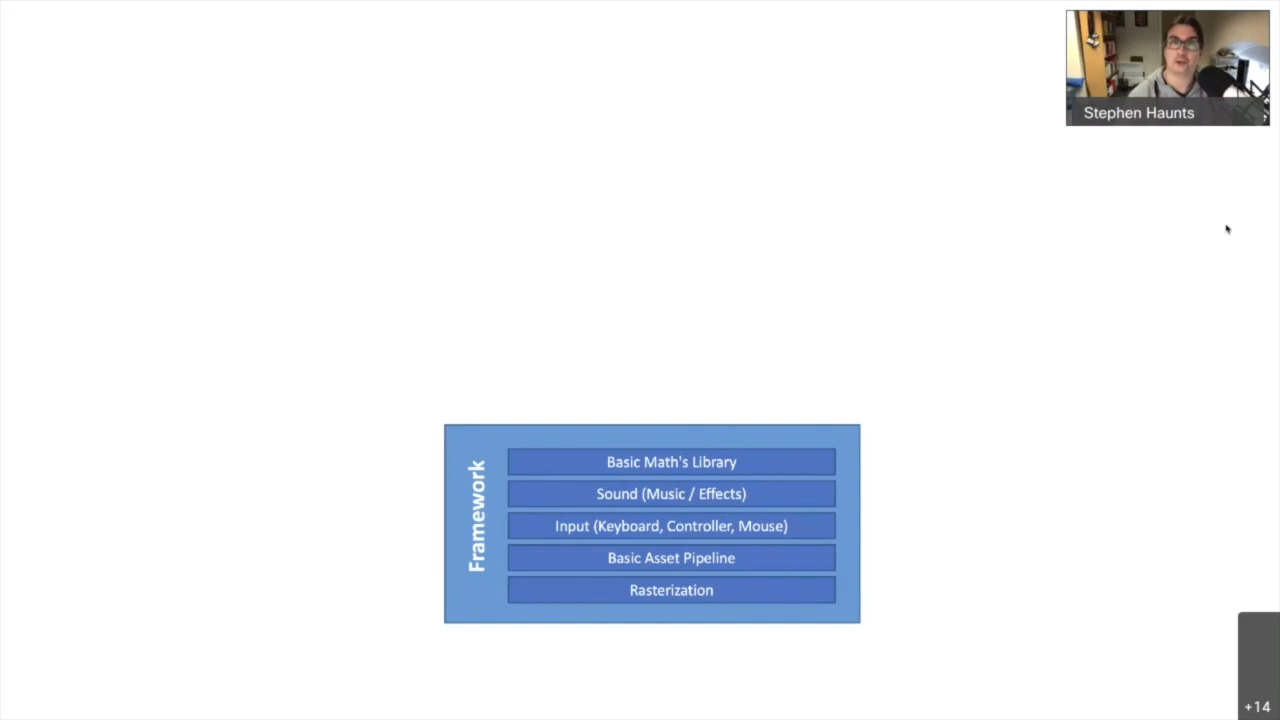 Stephen Haunts
Framework
Basic Math's Library
Sound (Music / Effects)
Input (Keyboard, Controller, Mouse)
Basic Asset Pipeline
Rasterization
+14